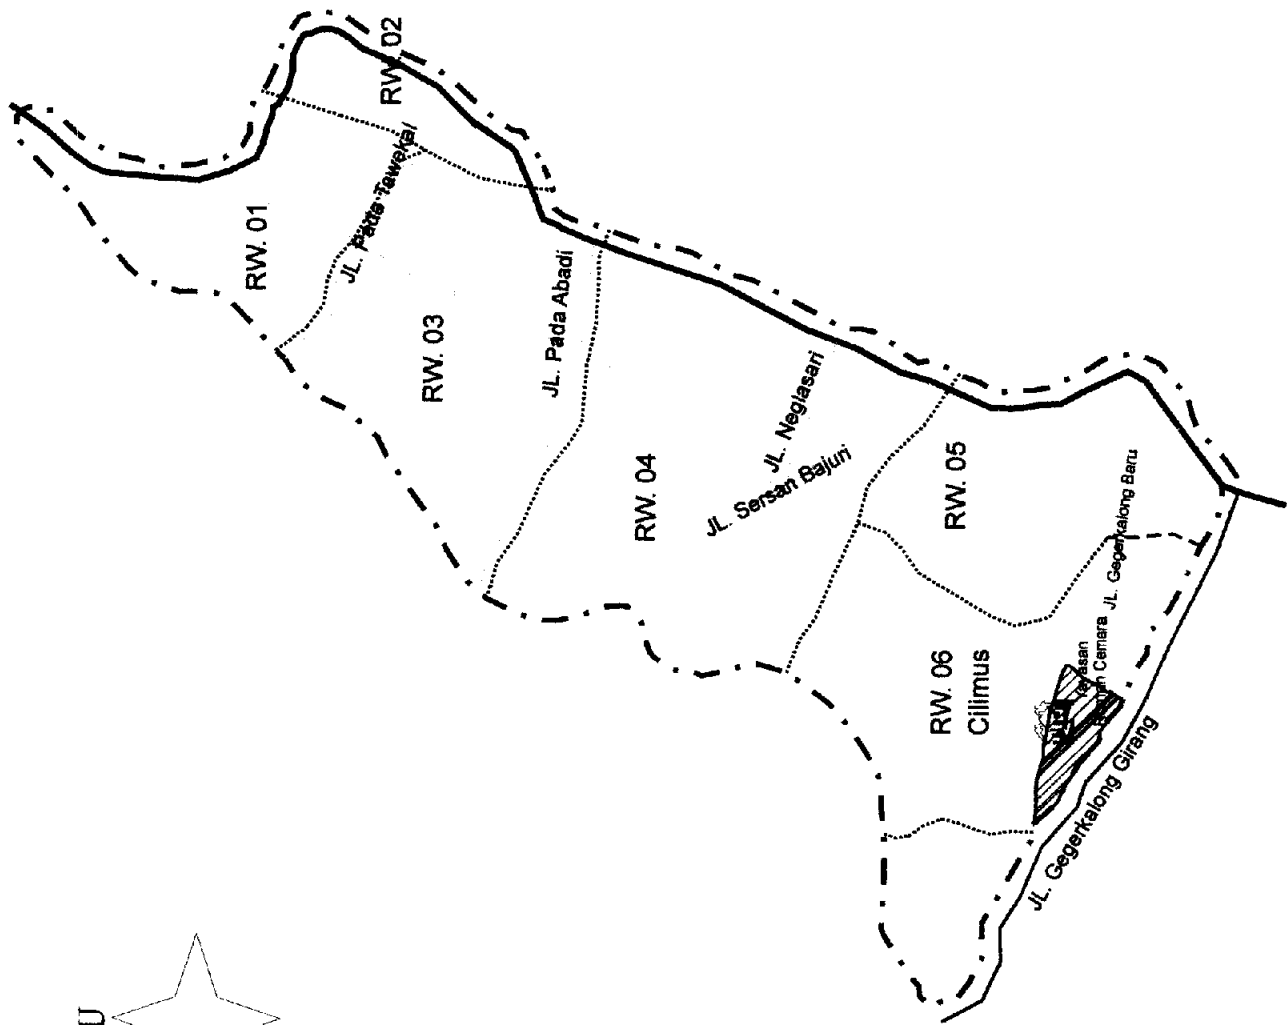 RW. 02
JL. Pada Tawekal
RW. 01
RW. 03
JL. Pada Abadi
RW. 04
JL. Neglasari
JL. Sersan Bajuri
RW. 05
JL. Gegerkalong Baru
RW. 06
Cilimus
Cemara
JL. Gegerkalong Girang
U